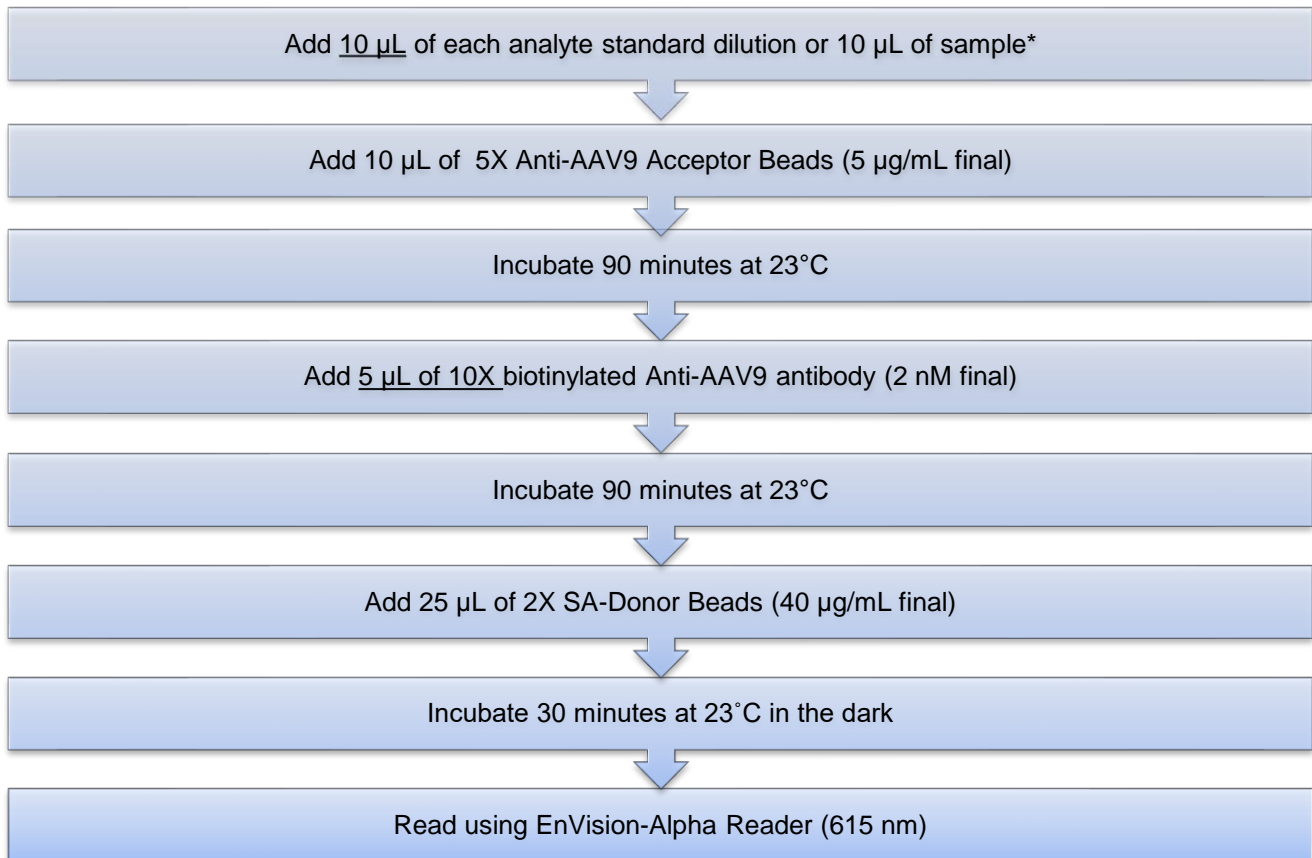 Add 10 µL of each analyte standard dilution or 10 µL of sample*
Add 10 µL of  5X Anti-AAV9 Acceptor Beads (5 µg/mL final)
Incubate 90 minutes at 23°C
Add 5 µL of 10X biotinylated Anti-AAV9 antibody (2 nM final)
Incubate 90 minutes at 23°C
Add 25 µL of 2X SA-Donor Beads (40 µg/mL final)
Incubate 30 minutes at 23˚C in the dark
Read using EnVision-Alpha Reader (615 nm)